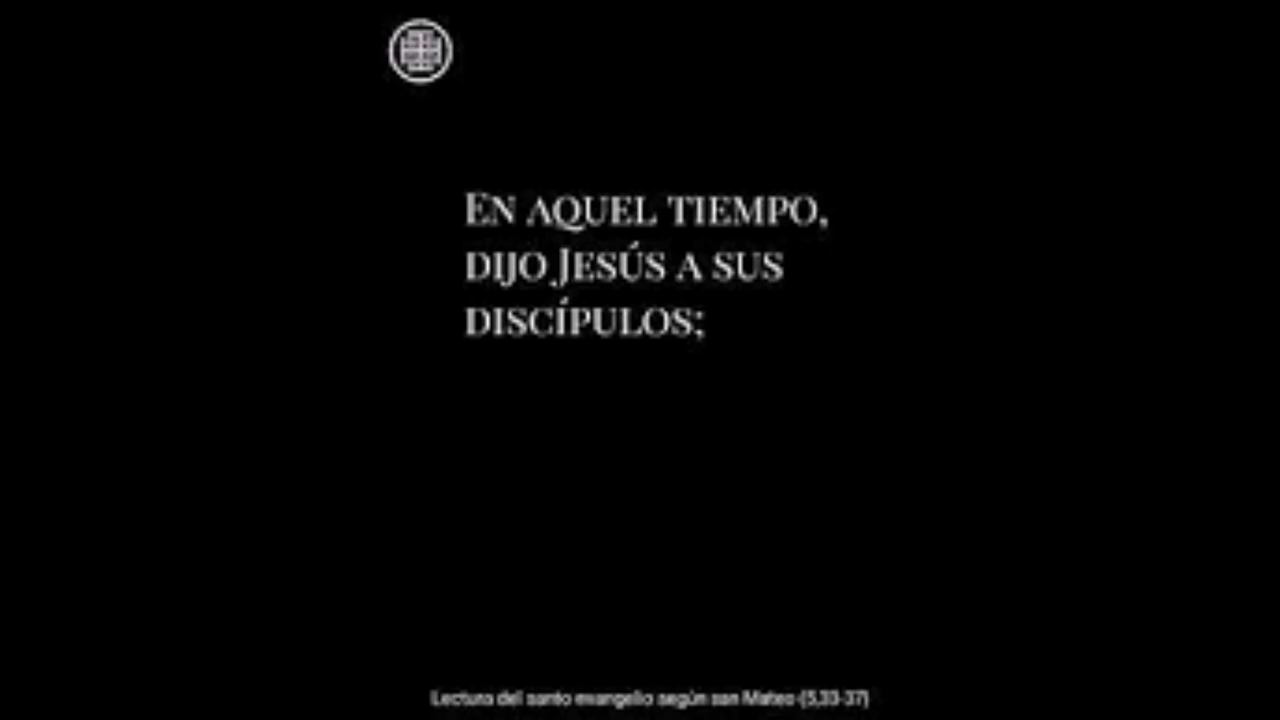 En aquel tiempo,
dijo Jesús a sus
discípulos;
Lectura del santo evangelio según san Mateo (5,33-37)